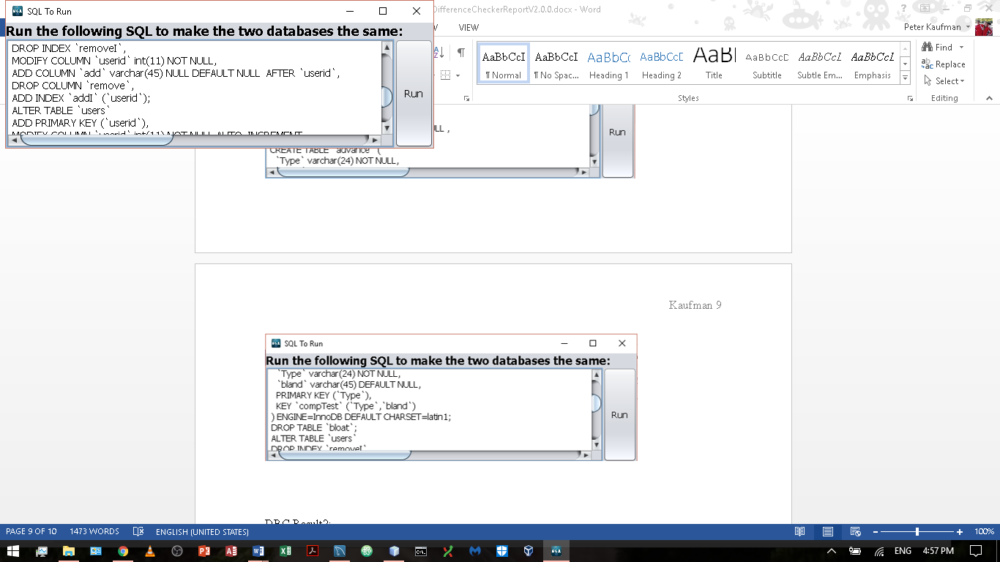 SQL To Run
Run the following SQL to make the two databases the same:
DROP INDEX `removeI`,
MODIFY COLUMN `userid` int(11) NOT NULL,
ADD COLUMN `add` varchar(45) NULL DEFAULT NULL  AFTER `userid`,
DROP COLUMN `remove`,
ADD INDEX `addI` (`userid`);
ALTER TABLE `users`
ADD PRIMARY KEY (`userid`),
MODIFY COLUMN `userid` int(11) NOT NULL AUTO_INCREMENT
Run
DifferenceCheckerReportV2.0.0.docx - Word
VIEW
Peter Kaufman
AaBbCcI
¶ Normal
AaBbCcI
¶ No Spac...
AaBbCc
Heading 1
AaBbCcD
Heading 2
AaBI
Title
AaBbCcD
Subtitle
AaBbCcI
Subtle Em...
AaBbCcI
Emphasis
Styles
Find
Replace
Select
Editing
CREATE TABLE `advance` (
`Type` varchar(24) NOT NULL,
Run
Kaufman 9
SQL To Run
Run the following SQL to make the two databases the same:
`Type` varchar(24) NOT NULL,
`bland` varchar(45) DEFAULT NULL,
PRIMARY KEY (`Type`),
KEY `compTest` (`Type`,`bland`)
) ENGINE=InnoDB DEFAULT CHARSET=latin1;
DROP TABLE `bloat`;
ALTER TABLE `users`
DROP INDEX `removeI`
Run
DBC Result2:
PAGE 9 OF 10
1473 WORDS
ENGLISH (UNITED STATES)
100%
ENG
4:57 PM